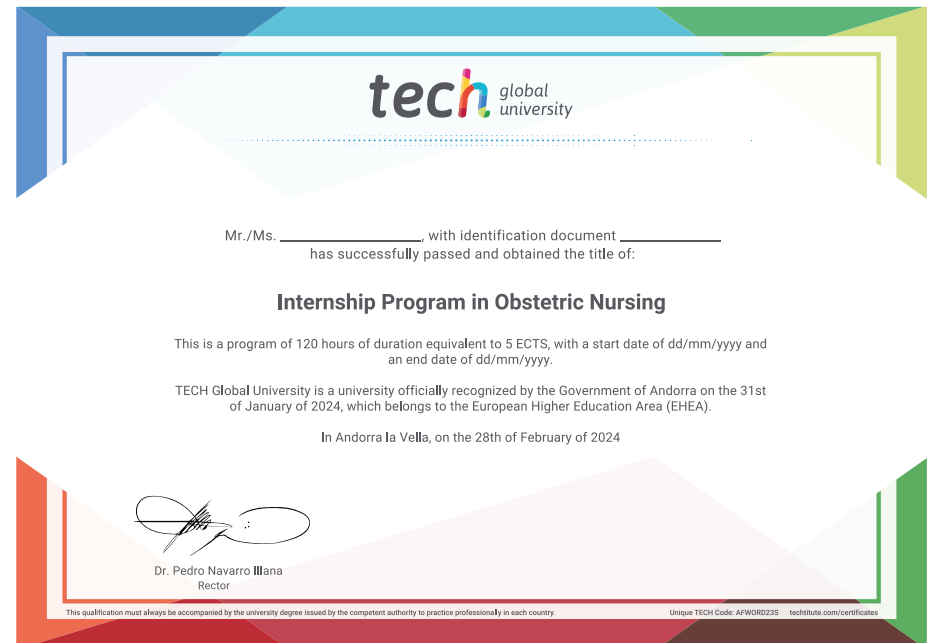 tech global university
Mr./Ms. ____________________, with identification document ______________
has successfully passed and obtained the title of:
Internship Program in Obstetric Nursing
This is a program of 120 hours of duration equivalent to 5 ECTS, with a start date of dd/mm/yyyy and
an end date of dd/mm/yyyy.
TECH Global University is a university officially recognized by the Government of Andorra on the 31st
of January of 2024, which belongs to the European Higher Education Area (EHEA).
In Andorra la Vella, on the 28th of February of 2024
Dr. Pedro Navarro Illana
Rector
This qualification must always be accompanied by the university degree issued by the competent authority to practice professionally in each country.
Unique TECH Code: AFWORD23S techtitute.com/certificates